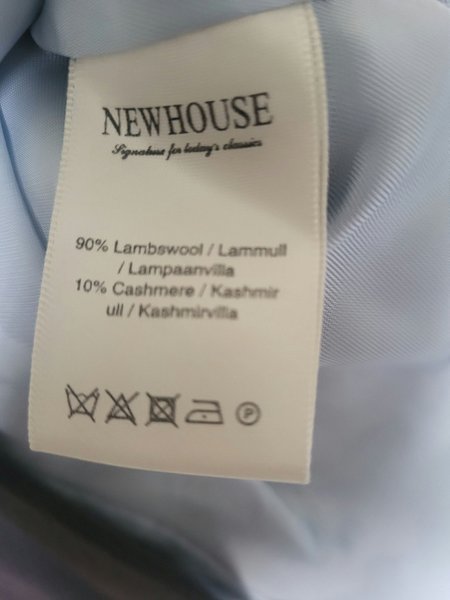 NEWHOUSE
Signature for today's classics
90% Lambswool / Lammull
/ Lampaanvilla
10% Cashmere / Kashmir
ull / Kashmirvilla
P